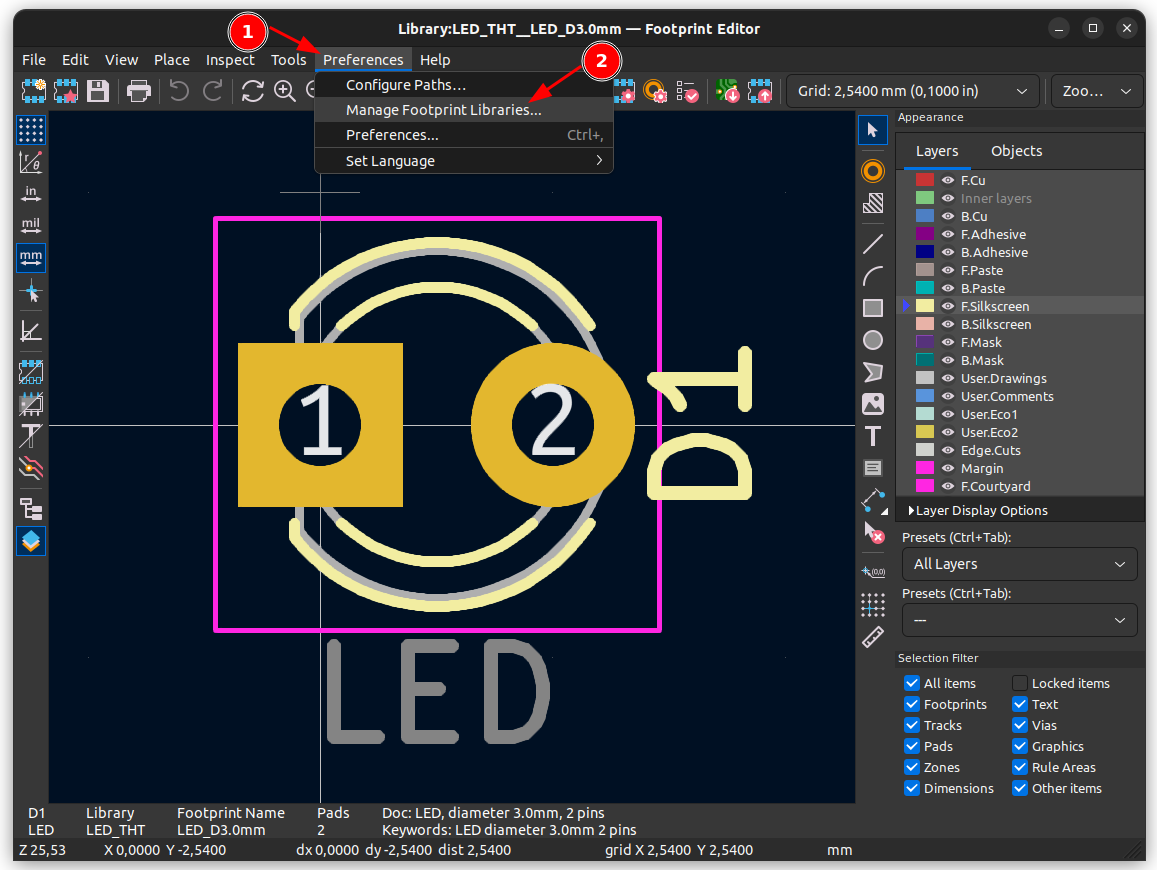 Library:LED_THT__LED_D3.0mm — Footprint Editor
1
File Edit View Place Inspect Tools Preferences Help
2
Configure Paths...
Manage Footprint Libraries...
Preferences... Ctrl+,
Set Language
Grid: 2,5400 mm (0,1000 in)
Zoo...
in
mil
mm
Appearance
Layers Objects
F.Cu
Inner layers
B.Cu
F.Adhesive
B.Adhesive
F.Paste
B.Paste
F.Silkscreen
B.Silkscreen
F.Mask
B.Mask
User.Drawings
User.Comments
User.Eco1
User.Eco2
Edge.Cuts
Margin
F.Courtyard
Layer Display Options
Presets (Ctrl+Tab):
All Layers
Presets (Ctrl+Tab):
---
Selection Filter
All items Locked items
Footprints Text
Tracks Vias
Pads Graphics
Zones Rule Areas
Dimensions Other items
1 2
D1
LED
(0,0)
D1 Library Footprint Name Pads Doc: LED, diameter 3.0mm, 2 pins
LED LED_THT LED_D3.0mm 2 Keywords: LED diameter 3.0mm 2 pins
Z 25,53 X 0,0000 Y -2,5400 dx 0,0000 dy -2,5400 dist 2,5400 grid X 2,5400 Y 2,5400 mm